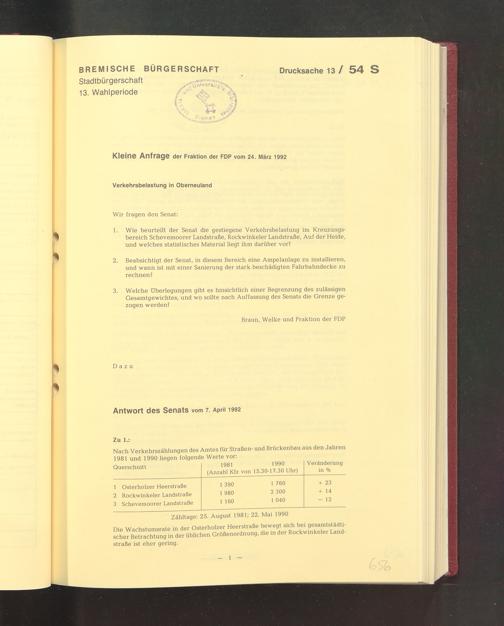 BREMISCHE BÜRGERSCHAFT
Drucksache 13 / 54 S
Stadtbürgerschaft
13. Wahlperiode
Kleine Anfrage der Fraktion der FDP vom 24. März 1992
Verkehrsbelastung in Oberneuland
Wir fragen den Senat:
1. Wie beurteilt der Senat die gestiegene Verkehrsbelastung im Kreuzungs-
bereich Schevemoorer Landstraße, Rockwinkeler Landstraße, Auf der Heide,
und welches statistisches Material liegt ihm darüber vor?
2. Beabsichtigt der Senat, in diesem Bereich eine Ampelanlage zu installieren,
und wann ist mit einer Sanierung der stark beschädigten Fahrbahndecke zu
rechnen?
3. Welche Überlegungen gibt es hinsichtlich einer Begrenzung des zulässigen
Gesamtgewichtes, und wo sollte nach Auffassung des Senats die Grenze ge-
zogen werden?
Braun, Welke und Fraktion der FDP
Dazu
Antwort des Senats vom 7. April 1992
Zu 1.:
Nach Verkehrszählungen des Amtes für Straßen- und Brückenbau aus den Jahren
1981 und 1990 liegen folgende Werte vor:
Querschnitt 1981 1990 Veränderung
(Anzahl Kfz von 15.30-17.30 Uhr) in %
1 Osterholzer Heerstraße 1 390 1 760 + 23
2 Rockwinkeler Landstraße 1 980 2 300 + 14
3 Schevemoorer Landstraße 1 160 1 040 − 12
Zähltage: 25. August 1981; 22. Mai 1990
Die Wachstumsrate in der Osterholzer Heerstraße bewegt sich bei gesamtstädti-
scher Betrachtung in der üblichen Größenordnung, die in der Rockwinkeler Land-
straße ist eher gering.
— 1 —
656